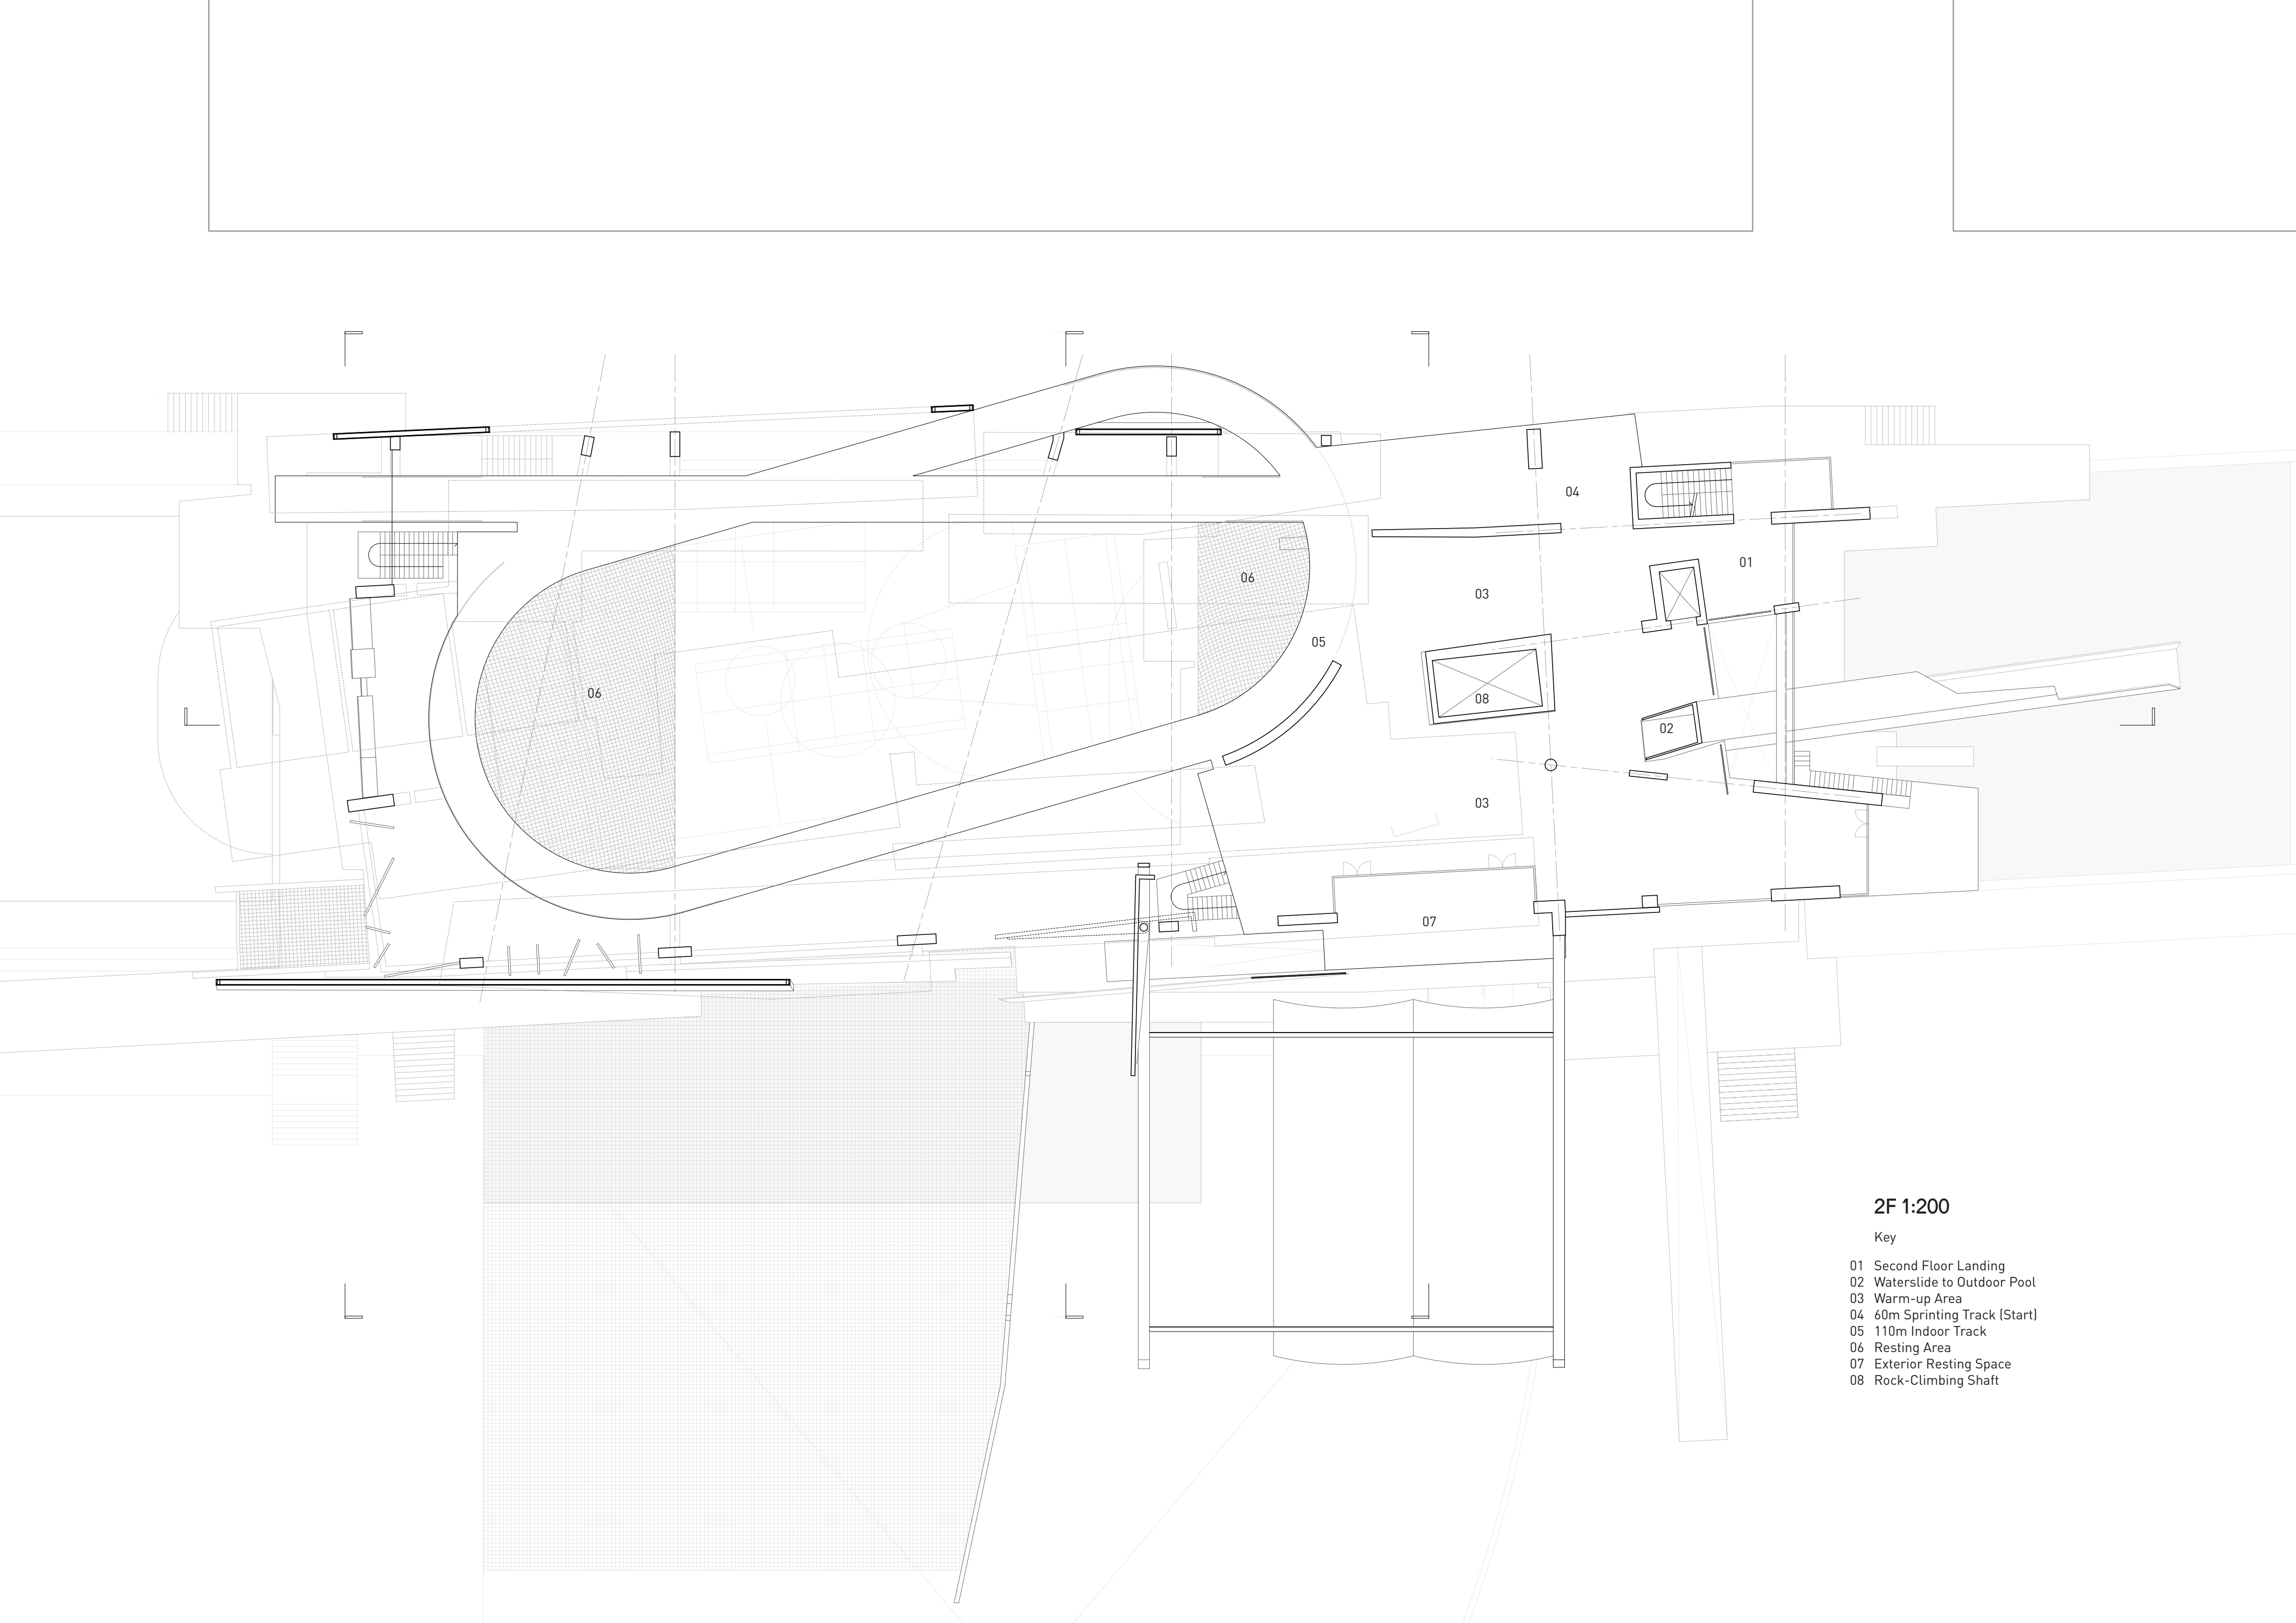 04
01
03
06
05
06
08
02
03
07
2F 1:200
Key
01 Second Floor Landing
02 Waterslide to Outdoor Pool
03 Warm-up Area
04 60m Sprinting Track (Start)
05 110m Indoor Track
06 Resting Area
07 Exterior Resting Space
08 Rock-Climbing Shaft